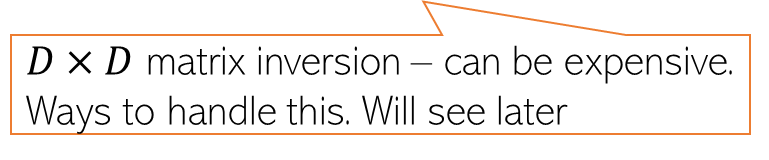 D × D matrix inversion – can be expensive.
Ways to handle this. Will see later